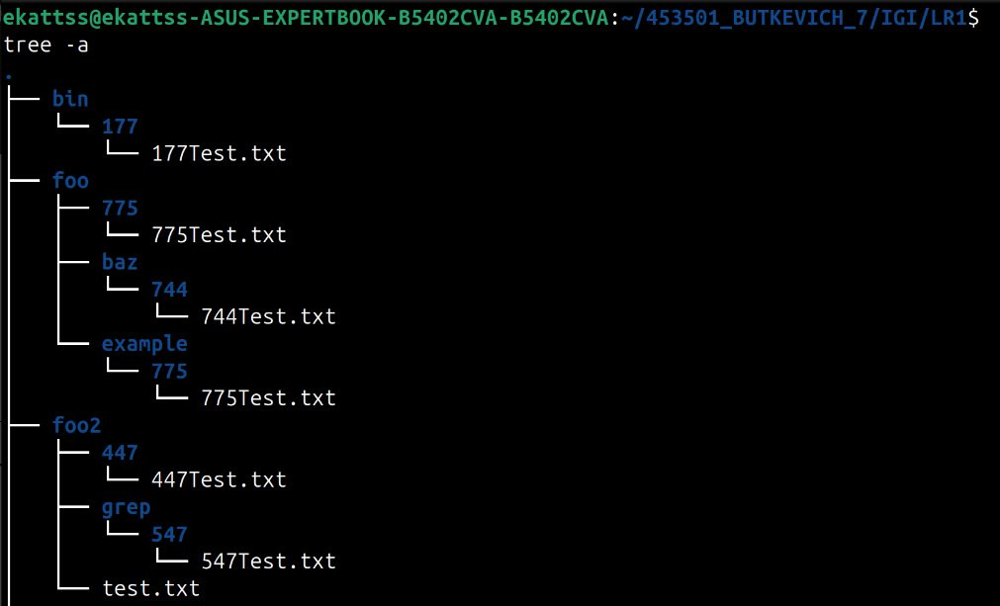 ekattss@ekattss-ASUS-EXPERTBOOK-B5402CVA-B5402CVA:~/453501_BUTKEVICH_7/IGI/LR1$
tree -a
.
├── bin
│   └── 177
│       └── 177Test.txt
├── foo
│   ├── 775
│   │   └── 775Test.txt
│   ├── baz
│   │   └── 744
│   │       └── 744Test.txt
│   └── example
│       └── 775
│           └── 775Test.txt
├── foo2
│   ├── 447
│   │   └── 447Test.txt
│   ├── grep
│   │   └── 547
│   │       └── 547Test.txt
│   └── test.txt